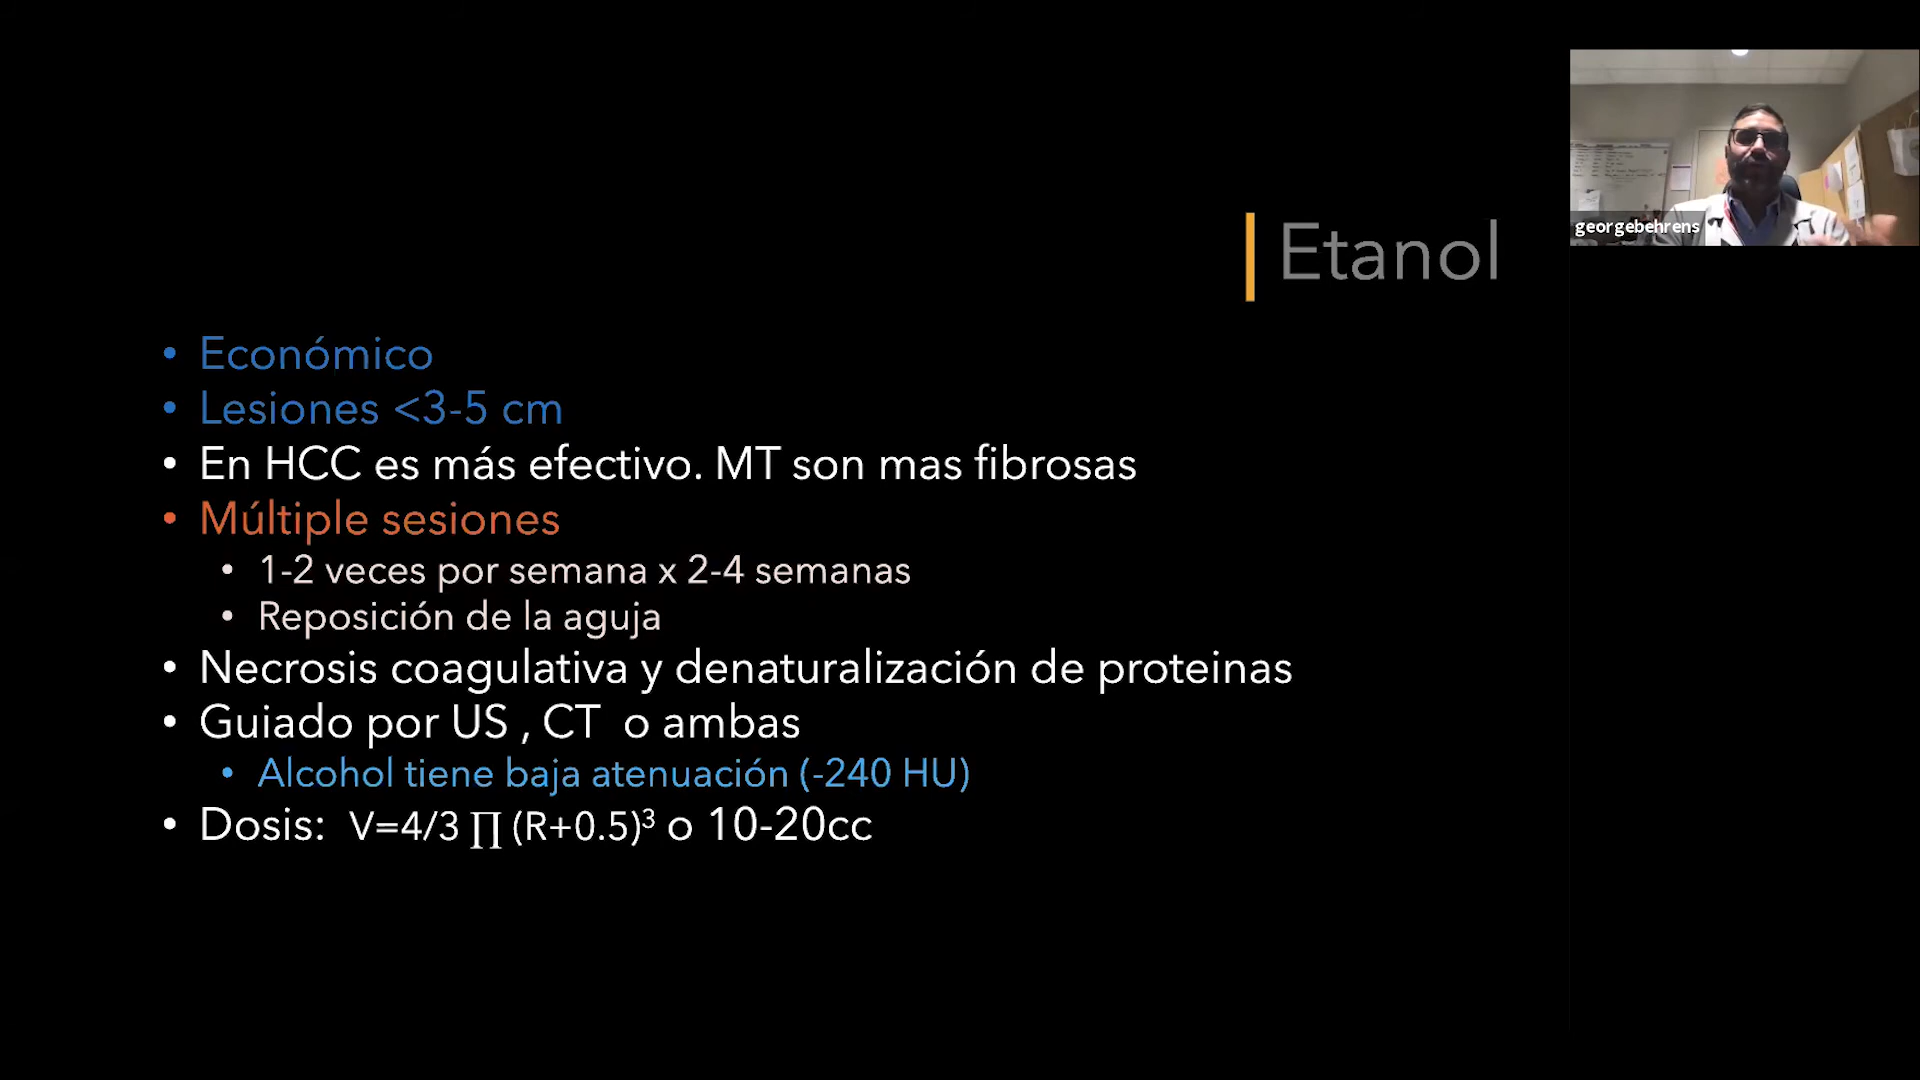 Etanol
georgebehrens
• Económico
• Lesiones <3-5 cm
• En HCC es más efectivo. MT son mas fibrosas
• Múltiple sesiones
• 1-2 veces por semana x 2-4 semanas
• Reposición de la aguja
• Necrosis coagulativa y denaturalización de proteinas
• Guiado por US , CT o ambas
• Alcohol tiene baja atenuación (-240 HU)
• Dosis: V=4/3 ∏ (R+0.5)³ o 10-20cc